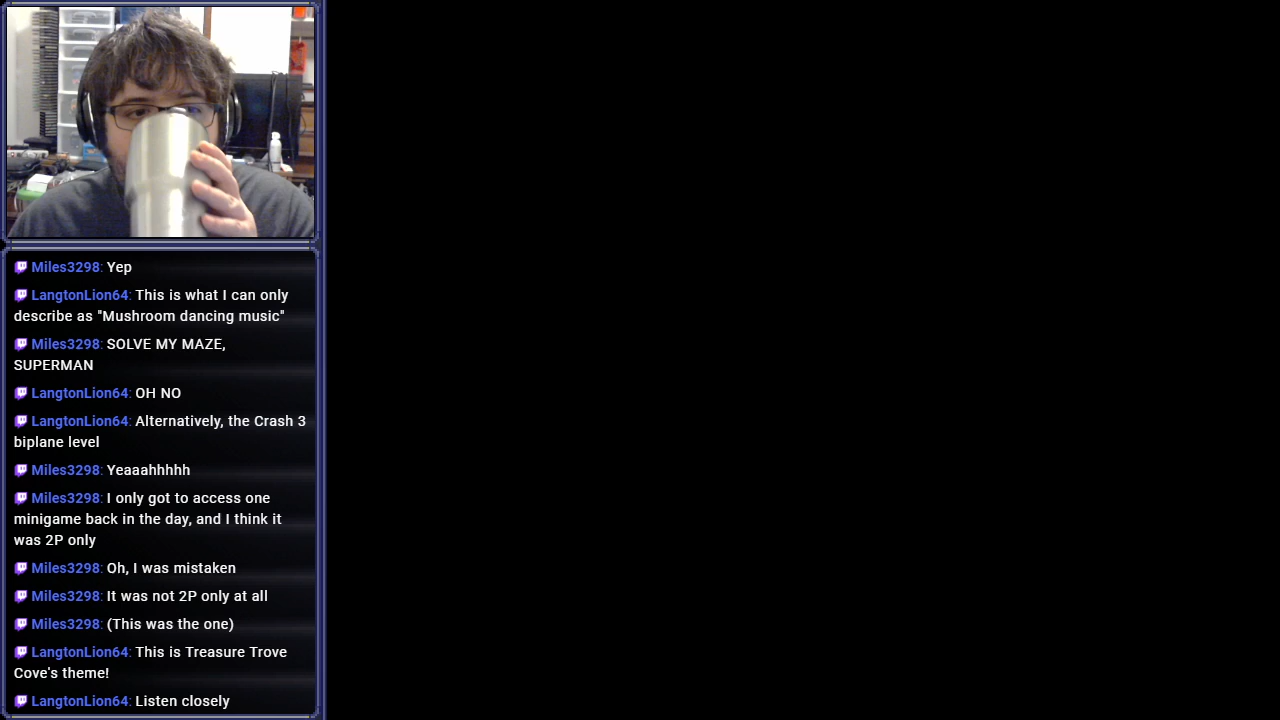 Miles3298: Yep
LangtonLion64: This is what I can only
describe as "Mushroom dancing music"
Miles3298: SOLVE MY MAZE,
SUPERMAN
LangtonLion64: OH NO
LangtonLion64: Alternatively, the Crash 3
biplane level
Miles3298: Yeaaahhhhh
Miles3298: I only got to access one
minigame back in the day, and I think it
was 2P only
Miles3298: Oh, I was mistaken
Miles3298: It was not 2P only at all
Miles3298: (This was the one)
LangtonLion64: This is Treasure Trove
Cove's theme!
LangtonLion64: Listen closely